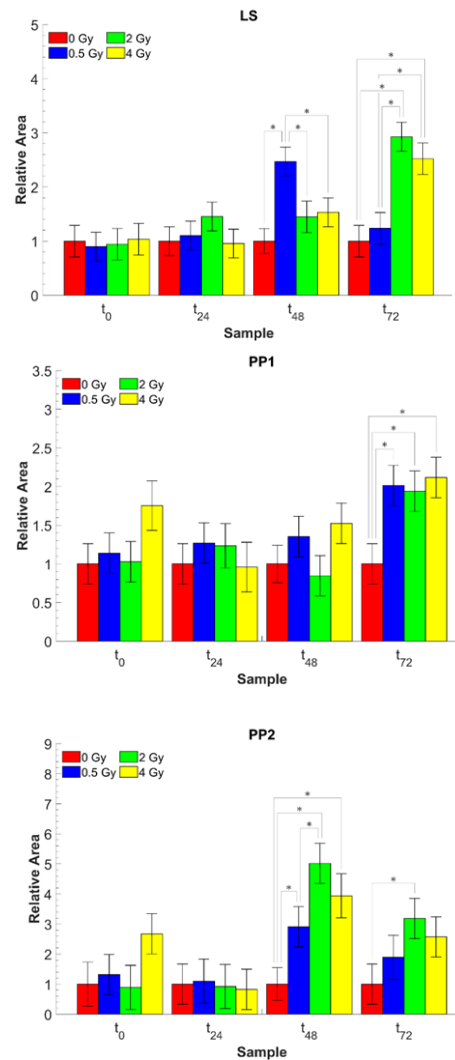 LS
0 Gy 2 Gy
0.5 Gy 4 Gy
Relative Area
5
4
3
2
1
0
* * * * * * *
t0 t24 t48 t72
Sample
PP1
0 Gy 2 Gy
0.5 Gy 4 Gy
Relative Area
3.5
3
2.5
2
1.5
1
0.5
0
* * *
t0 t24 t48 t72
Sample
PP2
0 Gy 2 Gy
0.5 Gy 4 Gy
Relative Area
9
8
7
6
5
4
3
2
1
0
* * * * *
t0 t24 t48 t72
Sample